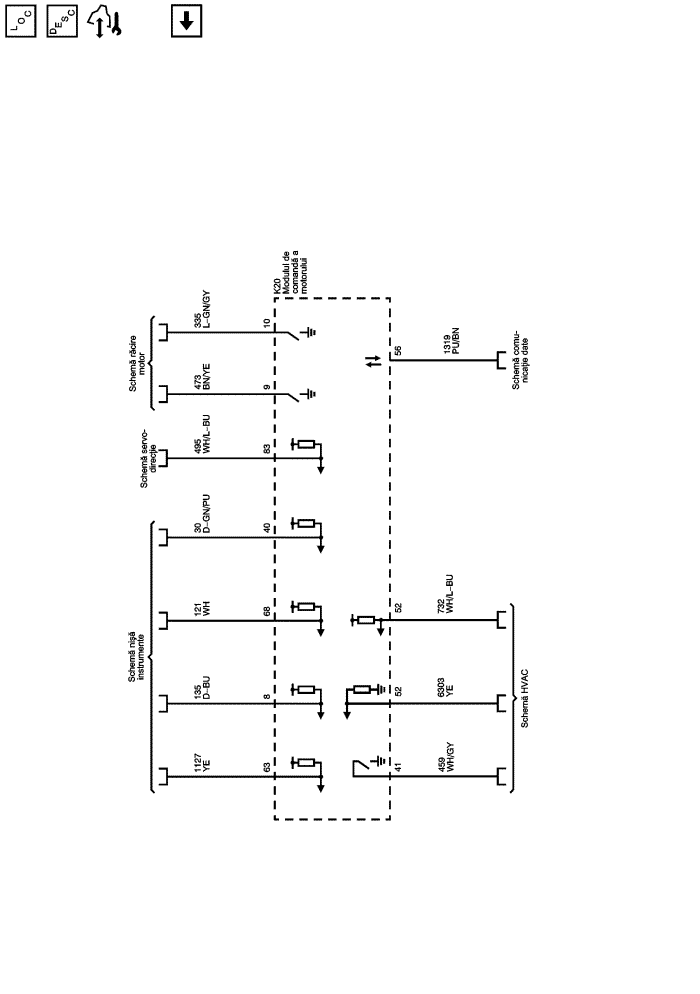 LOC
DESC
Schemă răcire
motor
335
L–GN/GY
10
473
BN/YE
9
K20
Modulul de
comandă a
motorului
56
1319
PU/BN
Schemă comu-
nicaţie date
Schemă servo-
direcţie
495
WH/L–BU
83
Schemă nişă
instrumente
30
D–GN/PU
40
121
WH
68
135
D–BU
8
1127
YE
63
52
732
WH/L–BU
52
6303
YE
41
459
WH/GY
Schemă HVAC